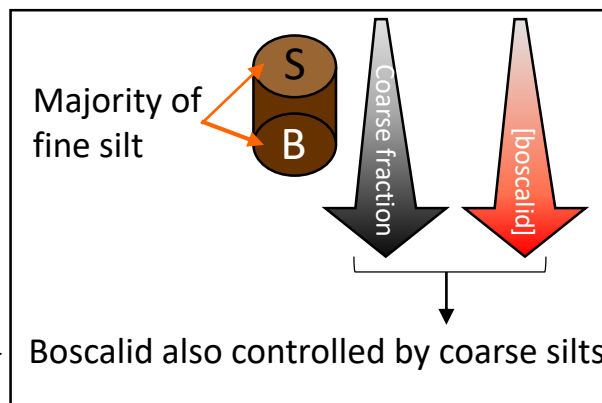 S
Majority of
fine silt
B
Coarse fraction
[boscalid]
Boscalid also controlled by coarse silts